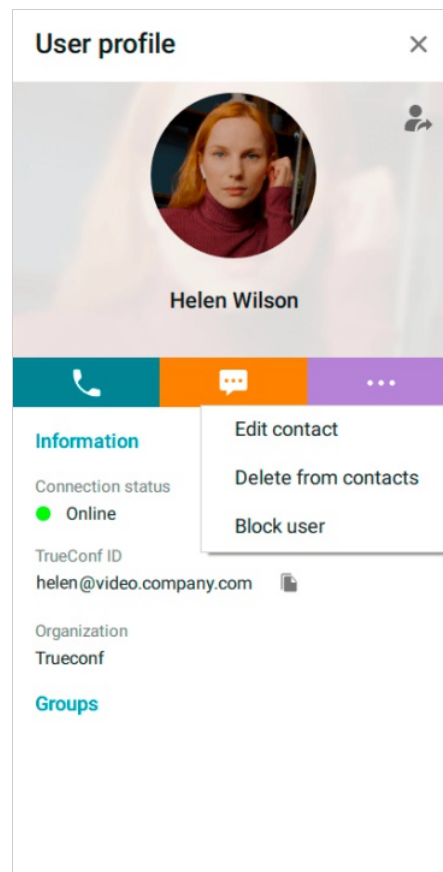 User profile
Helen Wilson
Edit contact
Delete from contacts
Block user
Information
Connection status
Online
TrueConf ID
helen@video.company.com
Organization
Trueconf
Groups